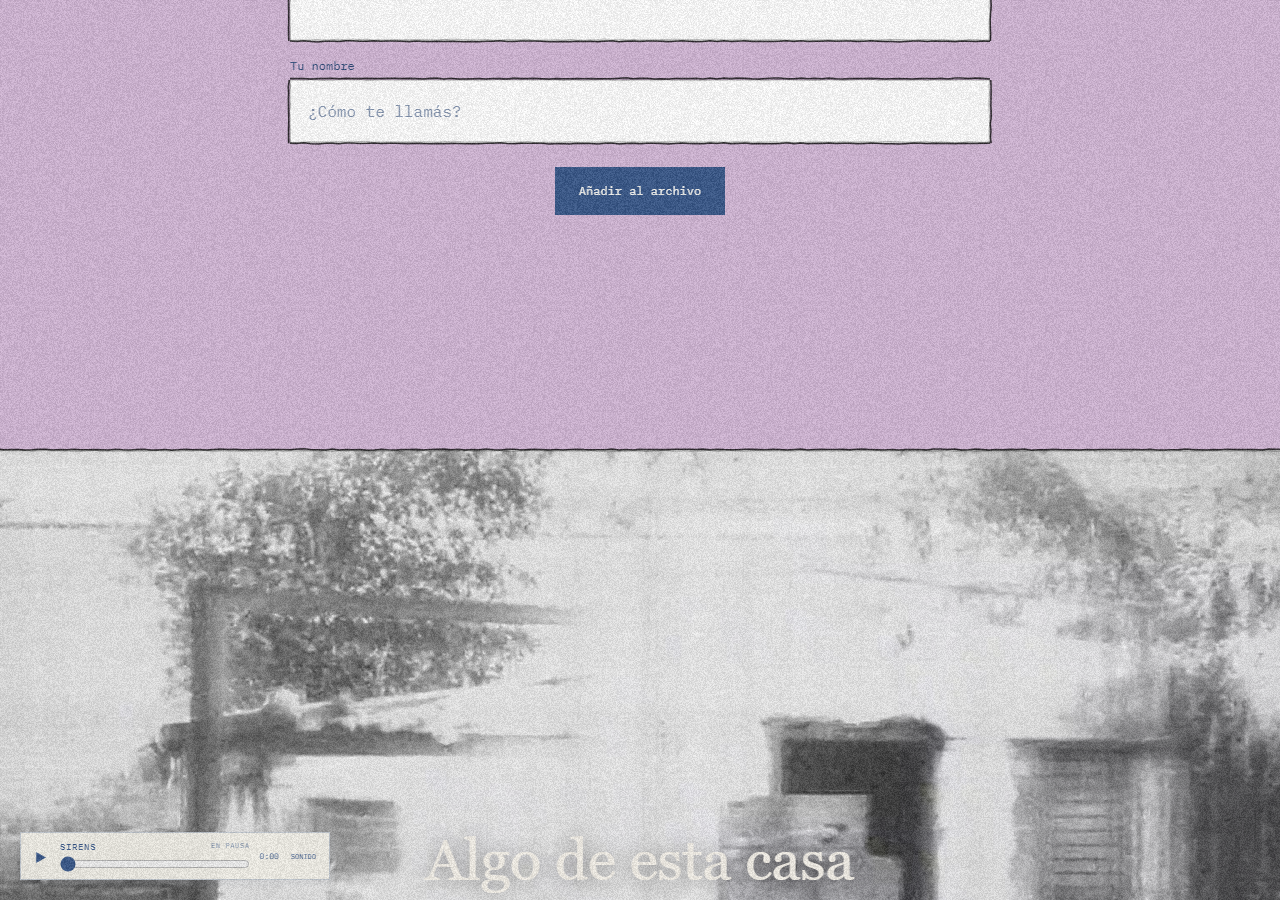 Tu nombre
¿Cómo te llamás?
Añadir al archivo
SIRENS
EN PAUSA
0:00
SONIDO
Algo de esta casa